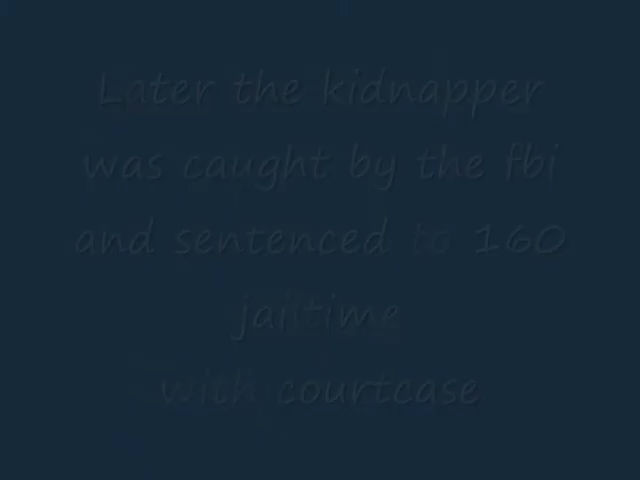 Later the kidnapper
was caught by the fbi
and sentenced to 160
jailtime
with courtcase